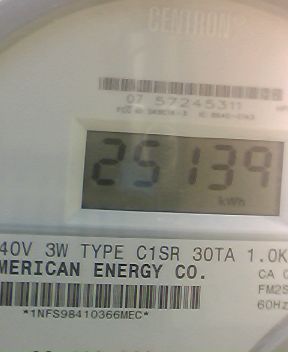 CENTRON
07 57245311
25139
kWh
40V 3W TYPE C1SR 30TA 1.0K
MERICAN ENERGY CO.
CA 0
FM2S
60Hz
*1NFS98410366MEC*